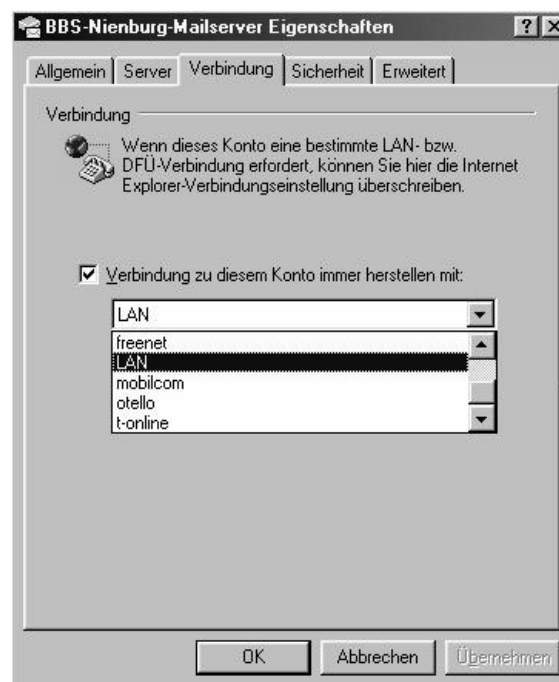 BBS-Nienburg-Mailserver Eigenschaften
Allgemein Server Verbindung Sicherheit Erweitert
Verbindung
Wenn dieses Konto eine bestimmte LAN- bzw.
DFÜ-Verbindung erfordert, können Sie hier die Internet
Explorer-Verbindungseinstellung überschreiben.
Verbindung zu diesem Konto immer herstellen mit:
LAN
freenet
LAN
mobilcom
otello
t-online
OK Abbrechen Übernehmen